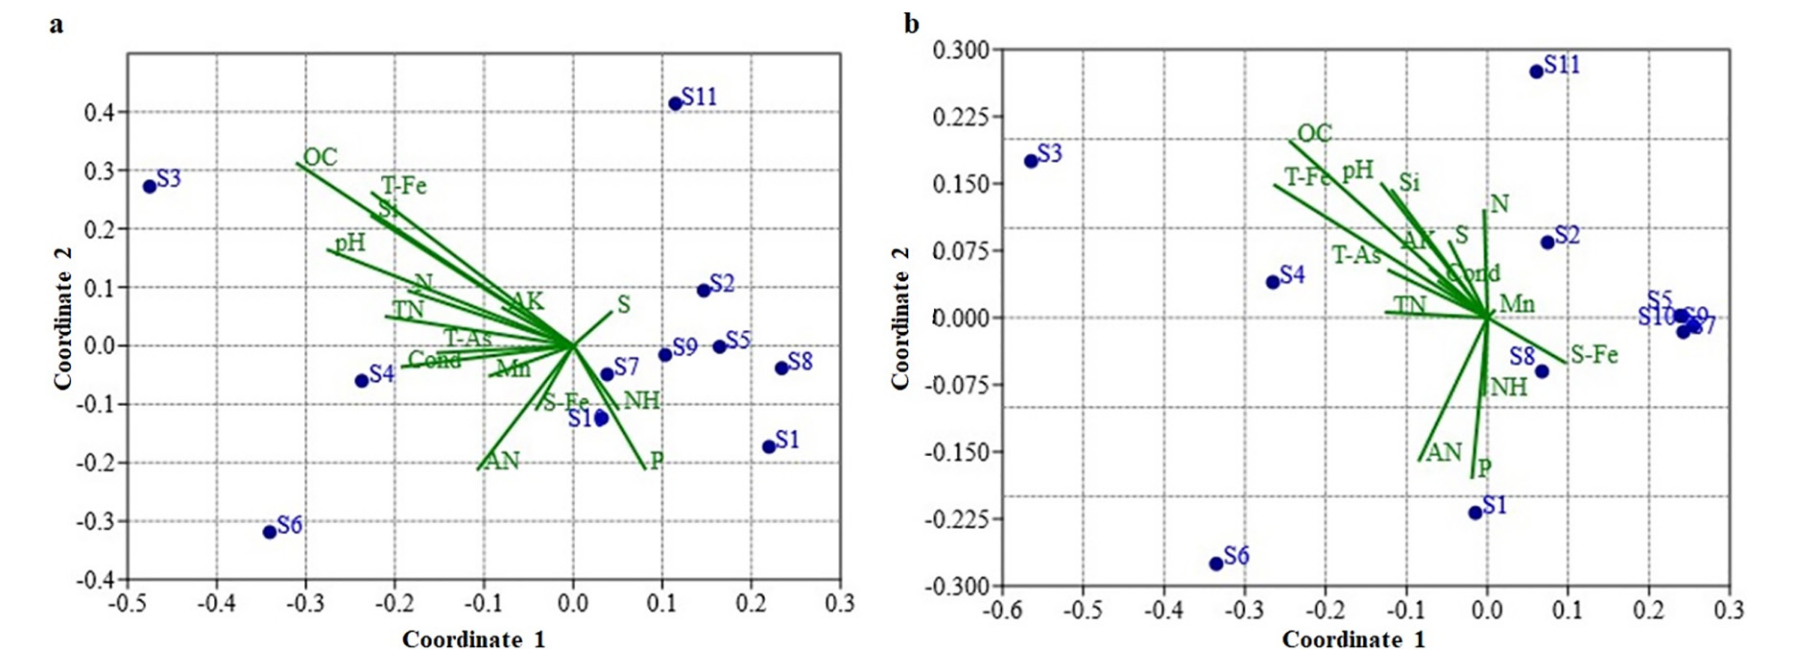 a
Coordinate 2
0.4
0.3
0.2
0.1
0.0
-0.1
-0.2
-0.3
-0.4
S11
OC
S3
T-Fe
Si
pH
N
TN
AK
S
S2
T-As
Cond
Mn
S4
S7
S9
S5
S8
S-Fe
NH
S10
S1
AN
P
S6
-0.5 -0.4 -0.3 -0.2 -0.1 0.0 0.1 0.2 0.3
Coordinate 1
b
Coordinate 2
0.300
0.225
0.150
0.075
0.000
-0.075
-0.150
-0.225
-0.300
S11
OC
S3
T-Fe
pH
Si
N
AK
S
S2
T-As
Cond
S4
TN
Mn
S5
S10
S9
S7
S8
S-Fe
NH
AN
P
S1
S6
-0.6 -0.5 -0.4 -0.3 -0.2 -0.1 0.0 0.1 0.2 0.3
Coordinate 1